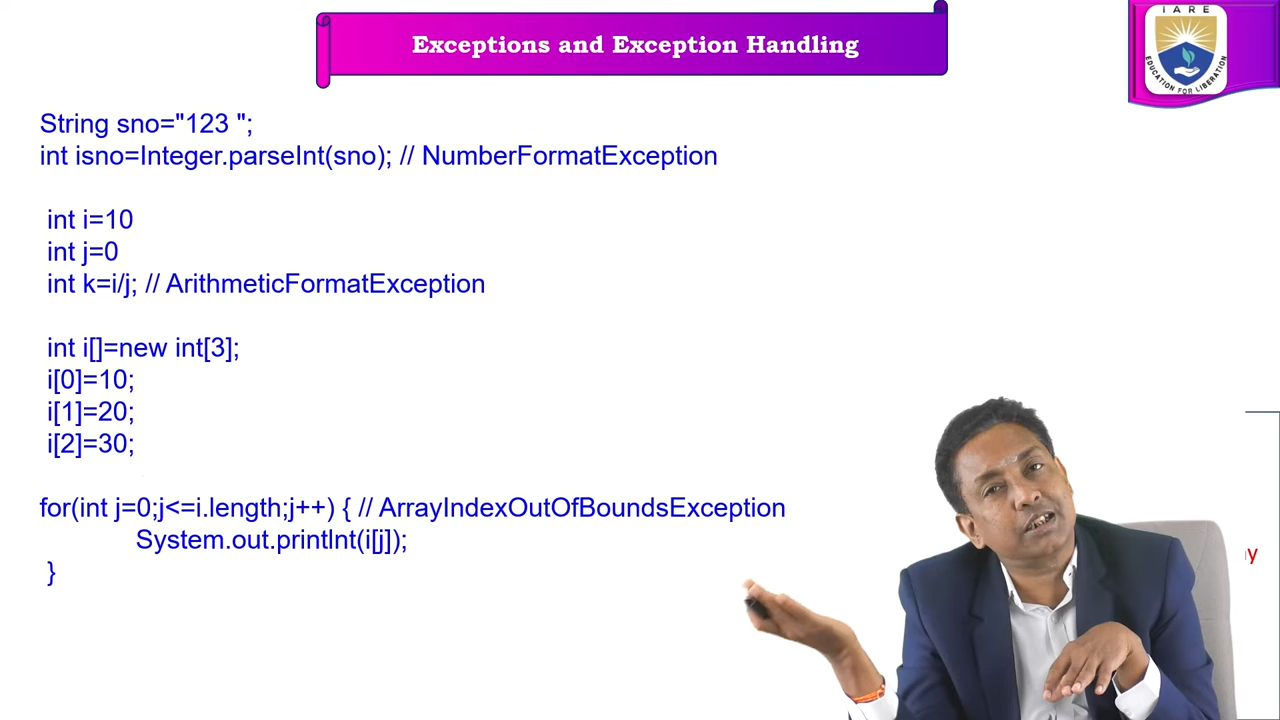 Exceptions and Exception Handling
IARE
EDUCATION FOR LIBERATION
String sno="123 ";
int isno=Integer.parseInt(sno); // NumberFormatException
int i=10
int j=0
int k=i/j; // ArithmeticFormatException
int i[]=new int[3];
i[0]=10;
i[1]=20;
i[2]=30;
for(int j=0;j<=i.length;j++) { // ArrayIndexOutOfBoundsException
System.out.printlnt(i[j]);
}